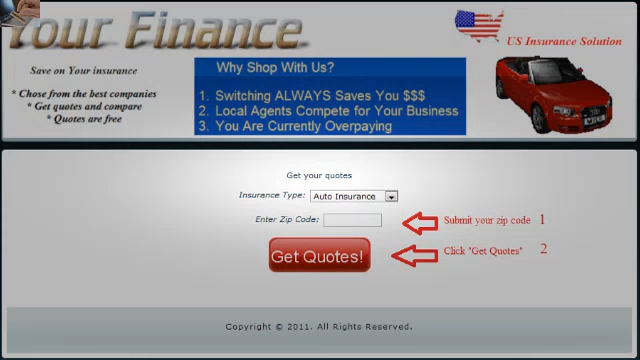 Your Finance
US Insurance Solution
Save on Your insurance
* Chose from the best companies
* Get quotes and compare
* Quotes are free
Why Shop With Us?
1. Switching ALWAYS Saves You $$$
2. Local Agents Compete for Your Business
3. You Are Currently Overpaying
Get your quotes
Insurance Type: Auto Insurance
Enter Zip Code:
Submit your zip code 1
Get Quotes!
Click "Get Quotes" 2
Copyright © 2011. All Rights Reserved.